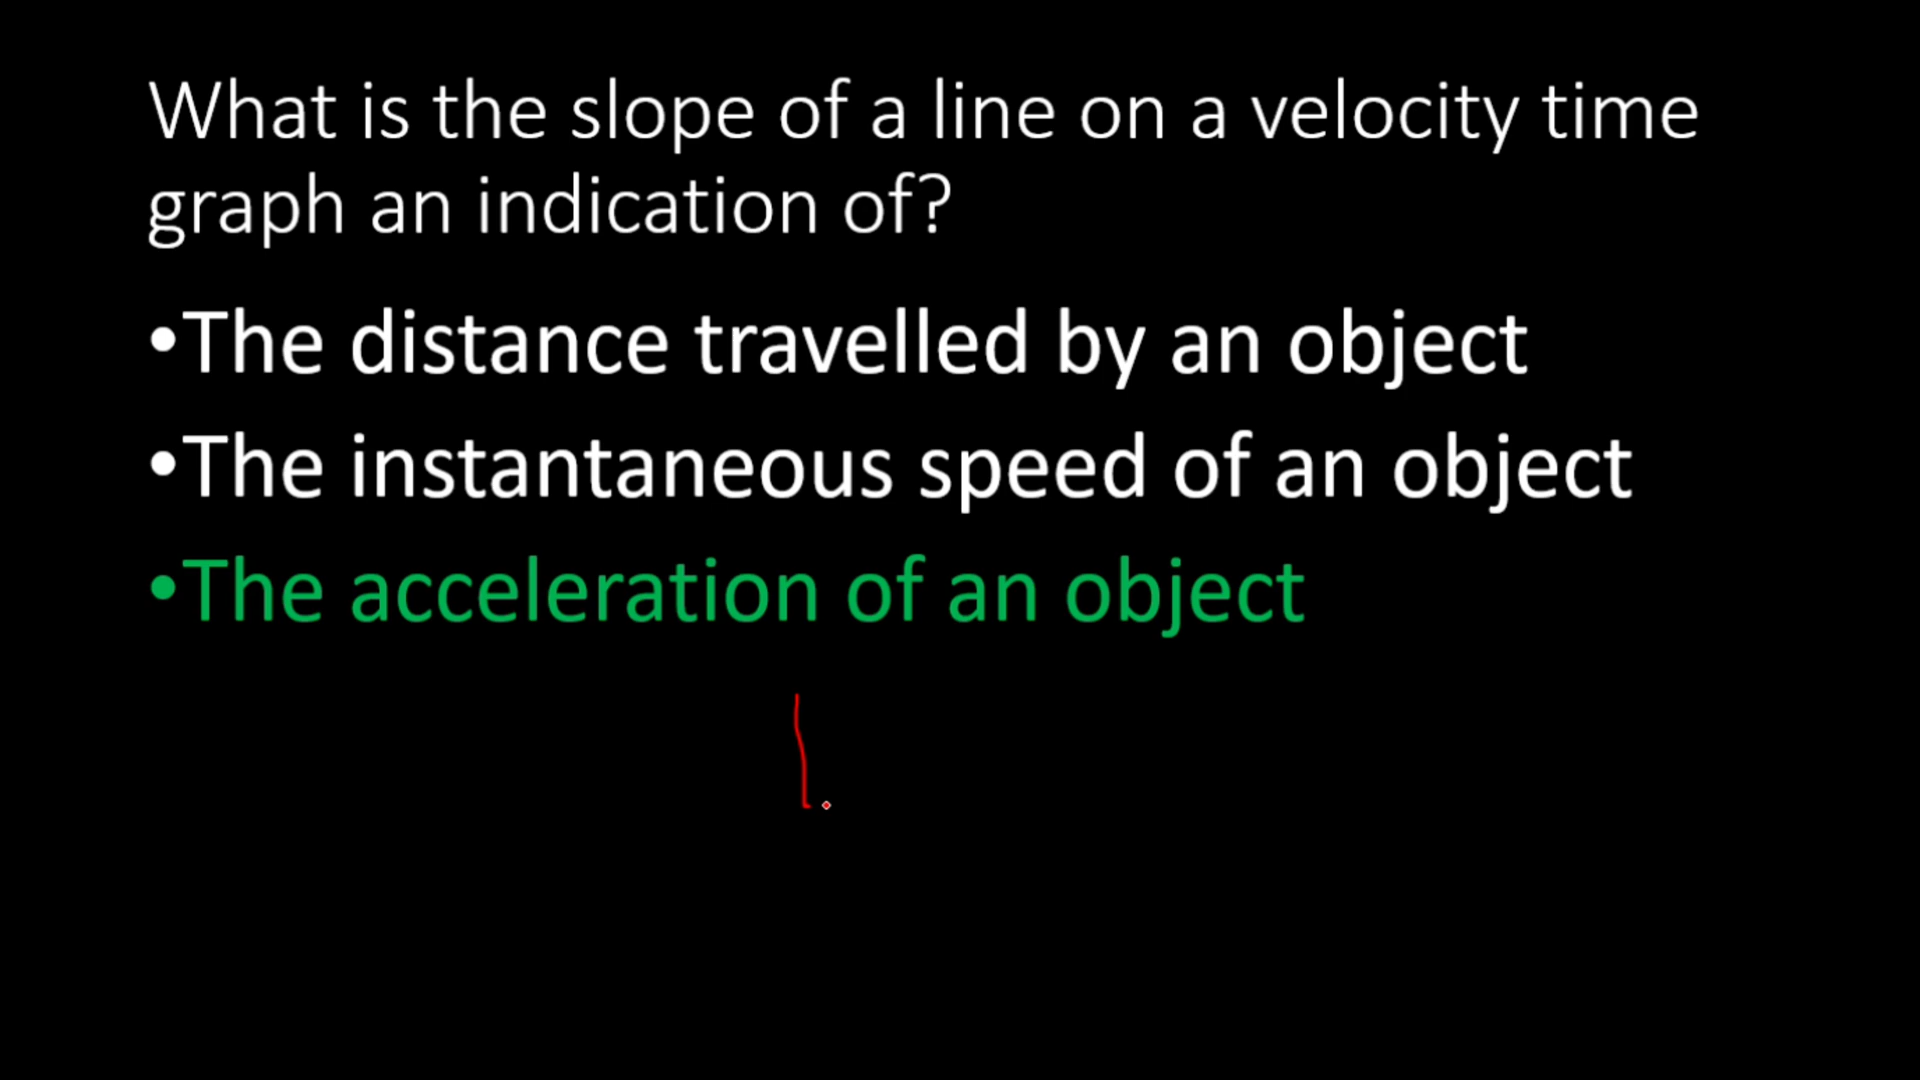 What is the slope of a line on a velocity time
graph an indication of?
•The distance travelled by an object
•The instantaneous speed of an object
•The acceleration of an object